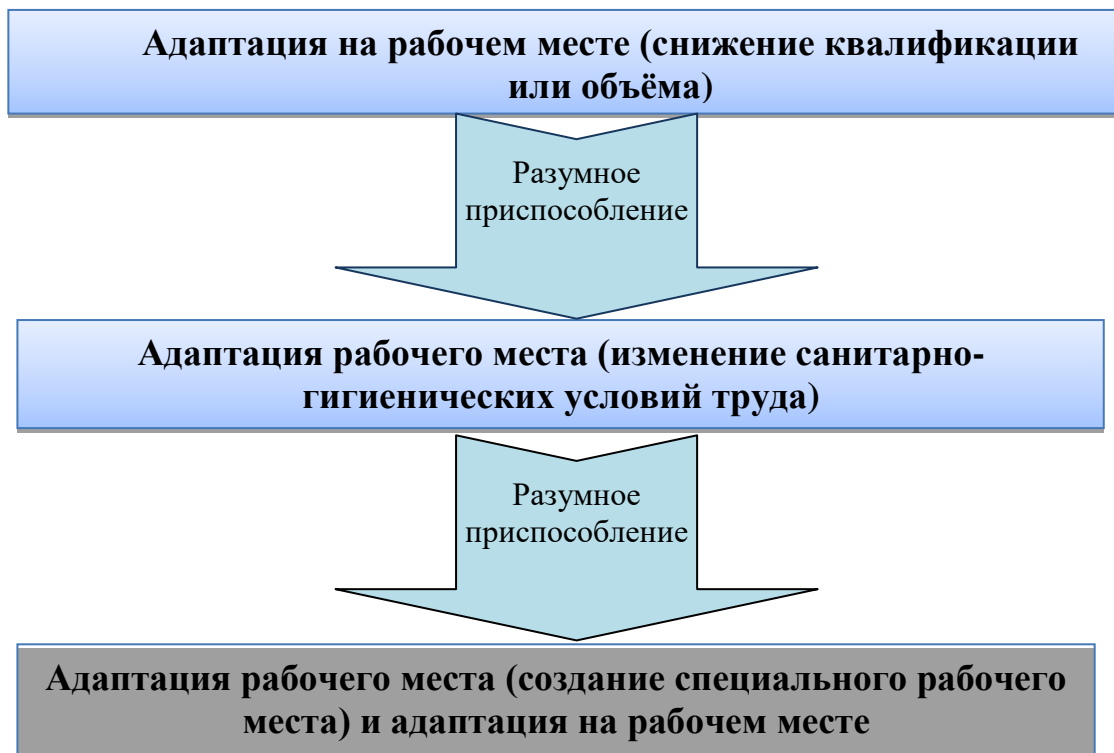 Адаптация на рабочем месте (снижение квалификации
или объёма)
Разумное
приспособление
Адаптация рабочего места (изменение санитарно-
гигиенических условий труда)
Разумное
приспособление
Адаптация рабочего места (создание специального рабочего
места) и адаптация на рабочем месте